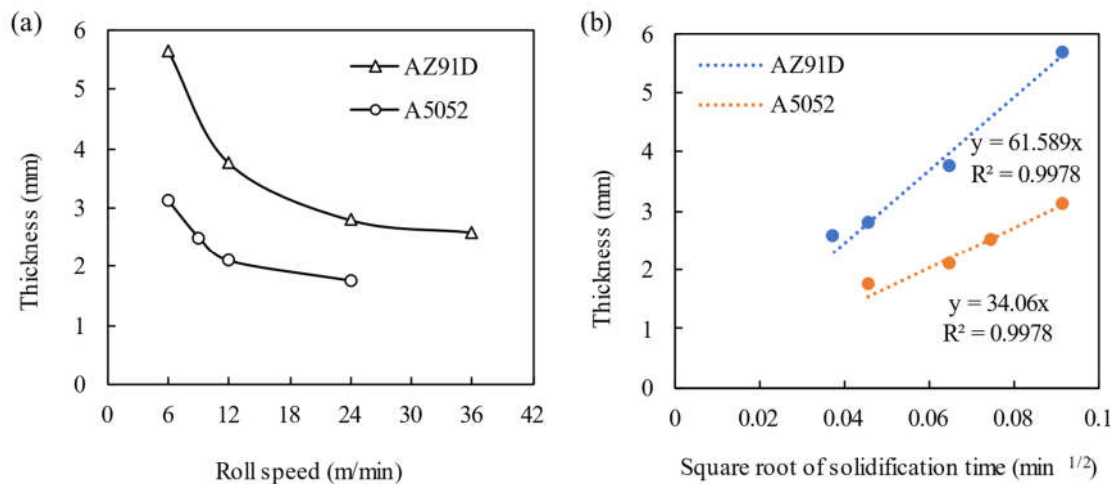 (a)
6
5
4
3
2
1
0
Thickness (mm)
AZ91D
A5052
0 6 12 18 24 30 36 42
Roll speed (m/min)
(b)
6
5
4
3
2
1
0
Thickness (mm)
AZ91D
A5052
y = 61.589x
R² = 0.9978
y = 34.06x
R² = 0.9978
0 0.02 0.04 0.06 0.08 0.1
Square root of solidification time (min 1/2)